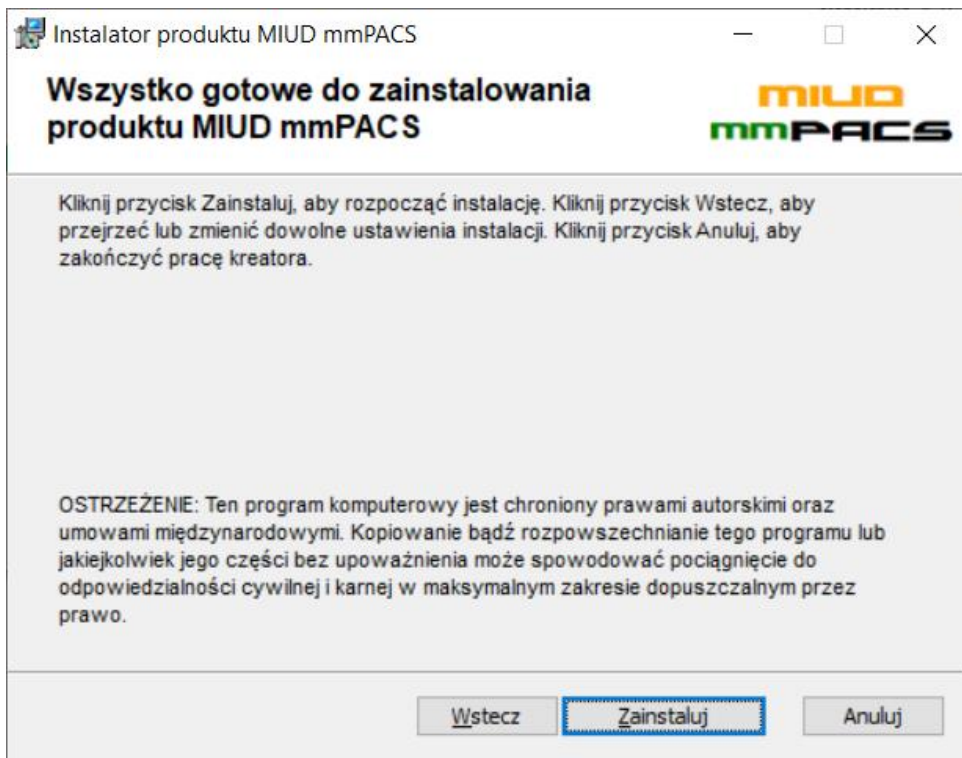 Instalator produktu MIUD mmPACS
Wszystko gotowe do zainstalowania
produktu MIUD mmPACS
MIUD
mmPACS
Kliknij przycisk Zainstaluj, aby rozpocząć instalację. Kliknij przycisk Wstecz, aby
przejrzeć lub zmienić dowolne ustawienia instalacji. Kliknij przycisk Anuluj, aby
zakończyć pracę kreatora.
OSTRZEŻENIE: Ten program komputerowy jest chroniony prawami autorskimi oraz
umowami międzynarodowymi. Kopiowanie bądź rozpowszechnianie tego programu lub
jakiejkolwiek jego części bez upoważnienia może spowodować pociągnięcie do
odpowiedzialności cywilnej i karnej w maksymalnym zakresie dopuszczalnym przez
prawo.
Wstecz
Zainstaluj
Anuluj